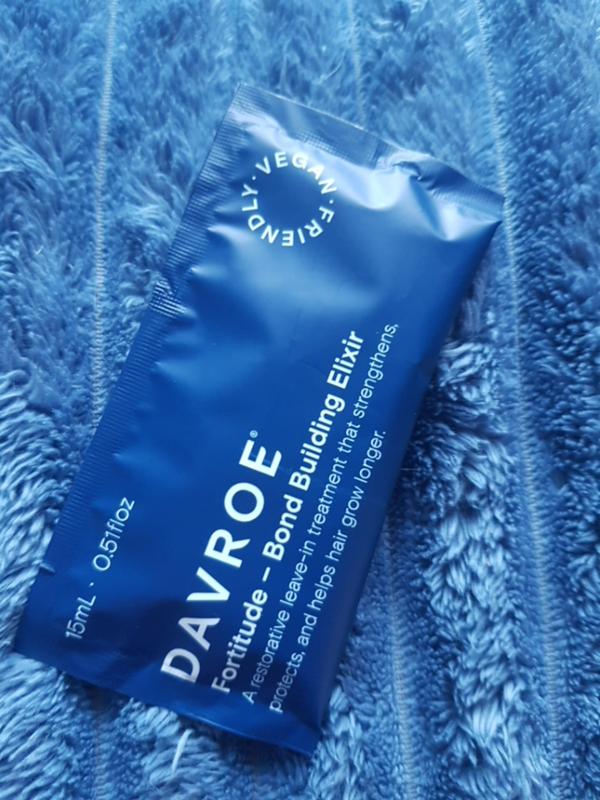 VEGAN · FRIENDLY ·
DAVROE®
Fortitude – Bond Building Elixir
A restorative leave-in treatment that strengthens,
protects, and helps hair grow longer.
15mL · 0.51floz